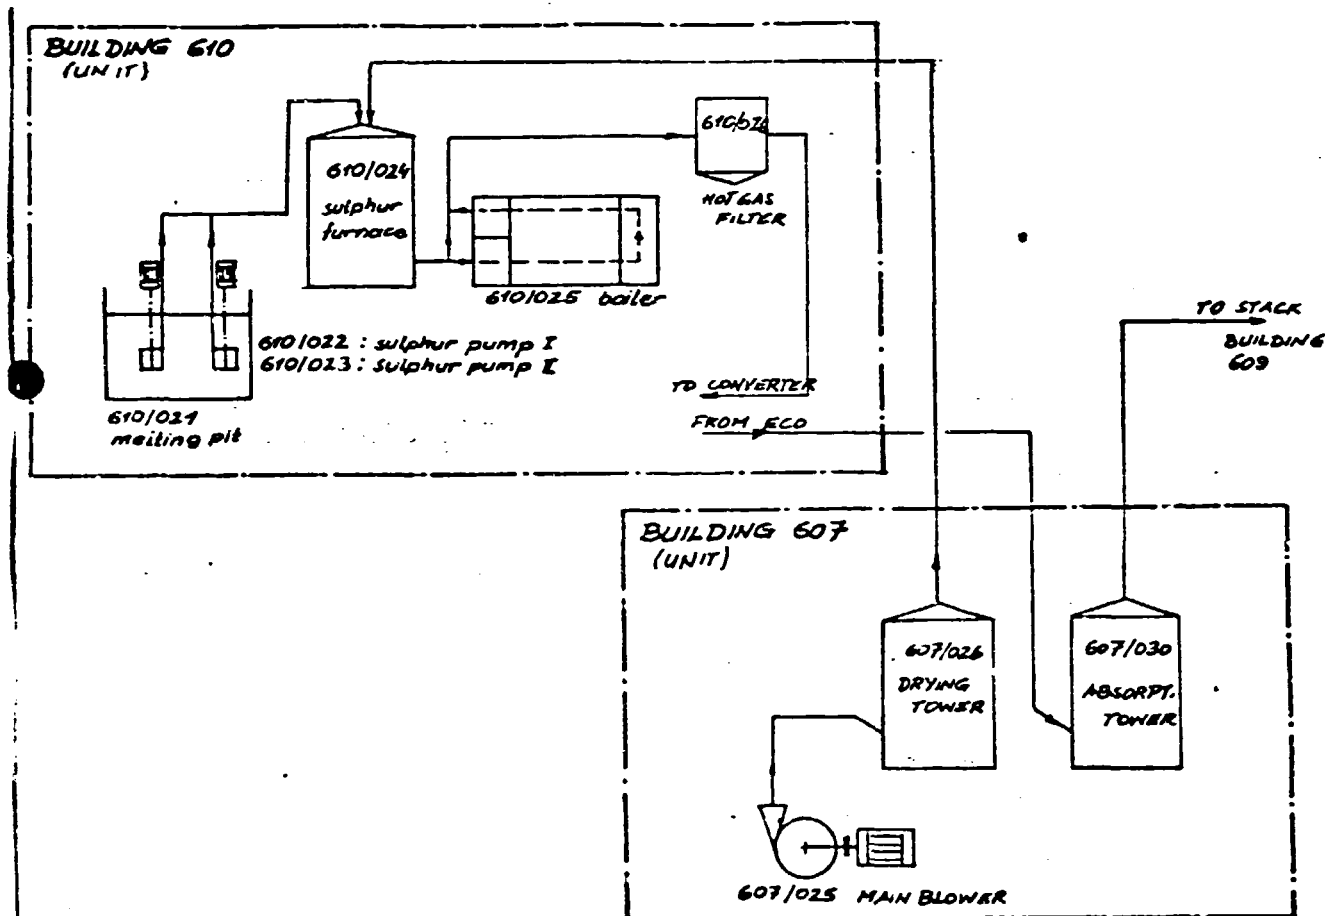 BUILDING 610
(UNIT)
610/024
sulphur
furnace
HOT GAS
FILTER
610/025 boiler
610/022 : sulphur pump I
610/023 : sulphur pump II
610/021
melting pit
TO CONVERTER
FROM ECO
TO STACK
BUILDING
609
BUILDING 607
(UNIT)
607/026
DRYING
TOWER
607/030
ABSORPT.
TOWER
607/025 MAIN BLOWER